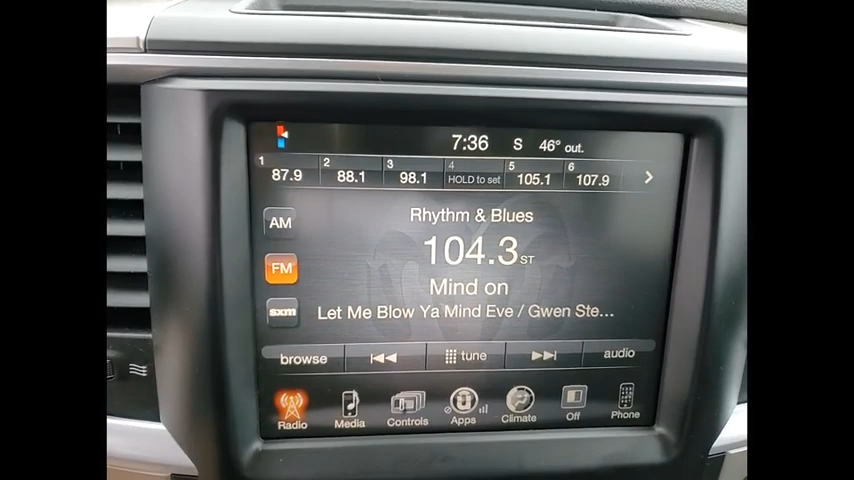 7:36 S 46° out.
1 2 3 4 5 6
87.9 88.1 98.1 HOLD to set 105.1 107.9
Rhythm & Blues
AM
104.3 ST
FM
Mind on
sxm
Let Me Blow Ya Mind Eve / Gwen Ste...
browse tune audio
Radio Media Controls Apps Climate Off Phone